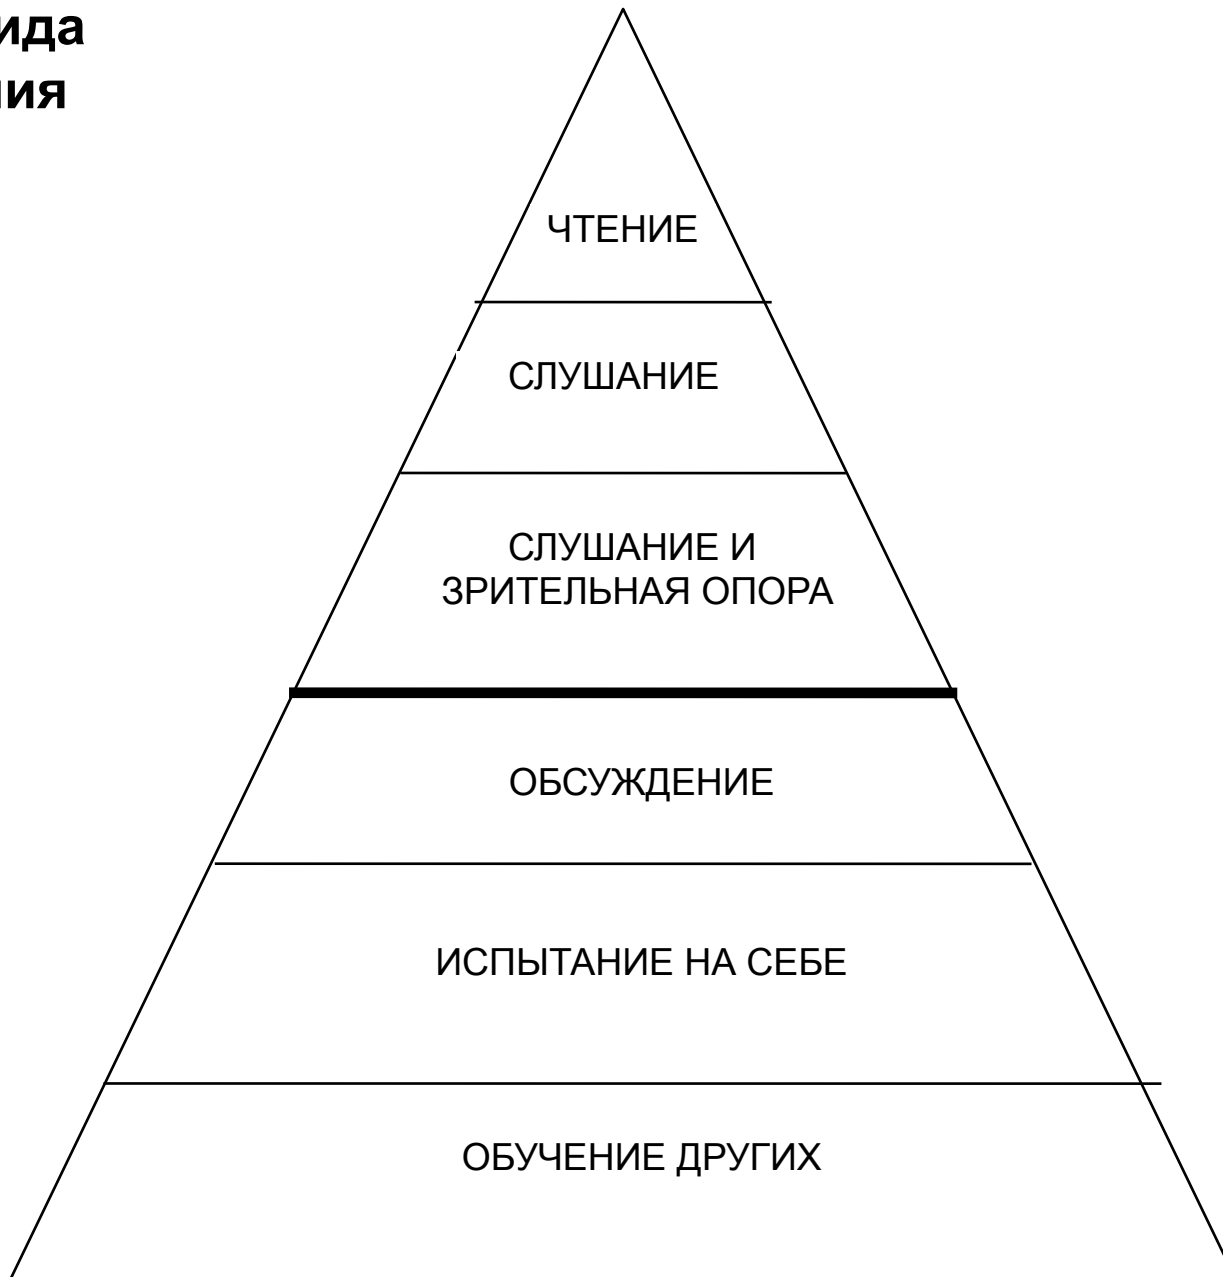 ида
ия
ЧТЕНИЕ
СЛУШАНИЕ
СЛУШАНИЕ И
ЗРИТЕЛЬНАЯ ОПОРА
ОБСУЖДЕНИЕ
ИСПЫТАНИЕ НА СЕБЕ
ОБУЧЕНИЕ ДРУГИХ